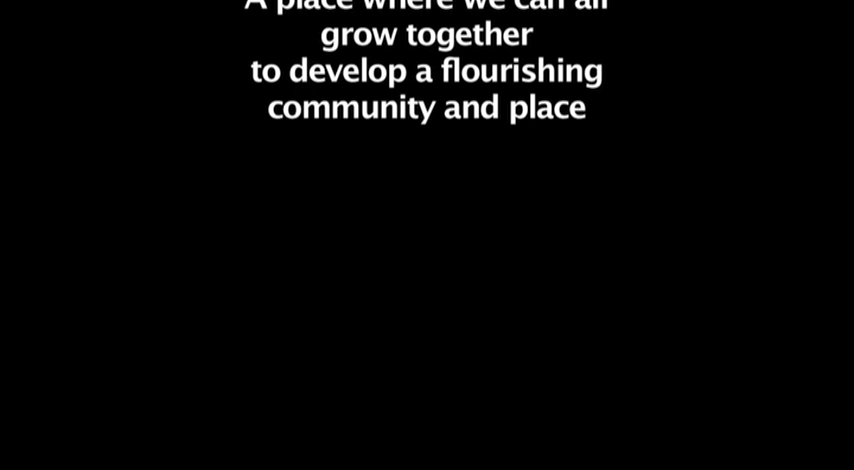 A place where we can all
grow together
to develop a flourishing
community and place